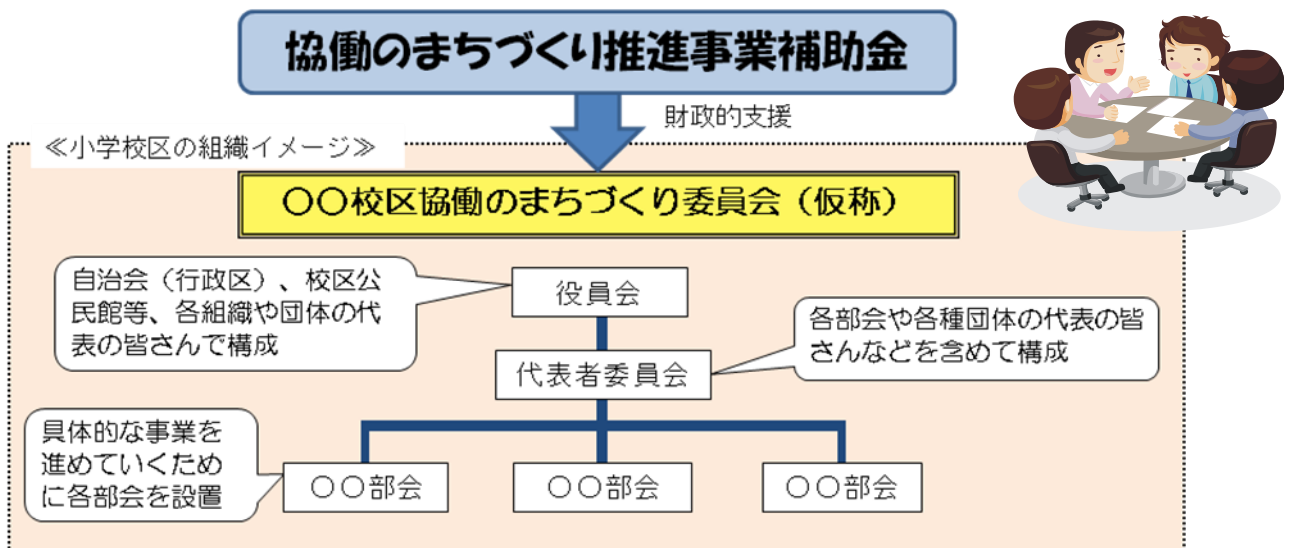 協働のまちづくり推進事業補助金
財政的支援
≪小学校区の組織イメージ≫
〇〇校区協働のまちづくり委員会（仮称）
自治会（行政区）、校区公
民館等、各組織や団体の代
表の皆さんで構成
役員会
各部会や各種団体の代表の皆
さんなどを含めて構成
代表者委員会
具体的な事業を
進めていくため
に各部会を設置
〇〇部会
〇〇部会
〇〇部会